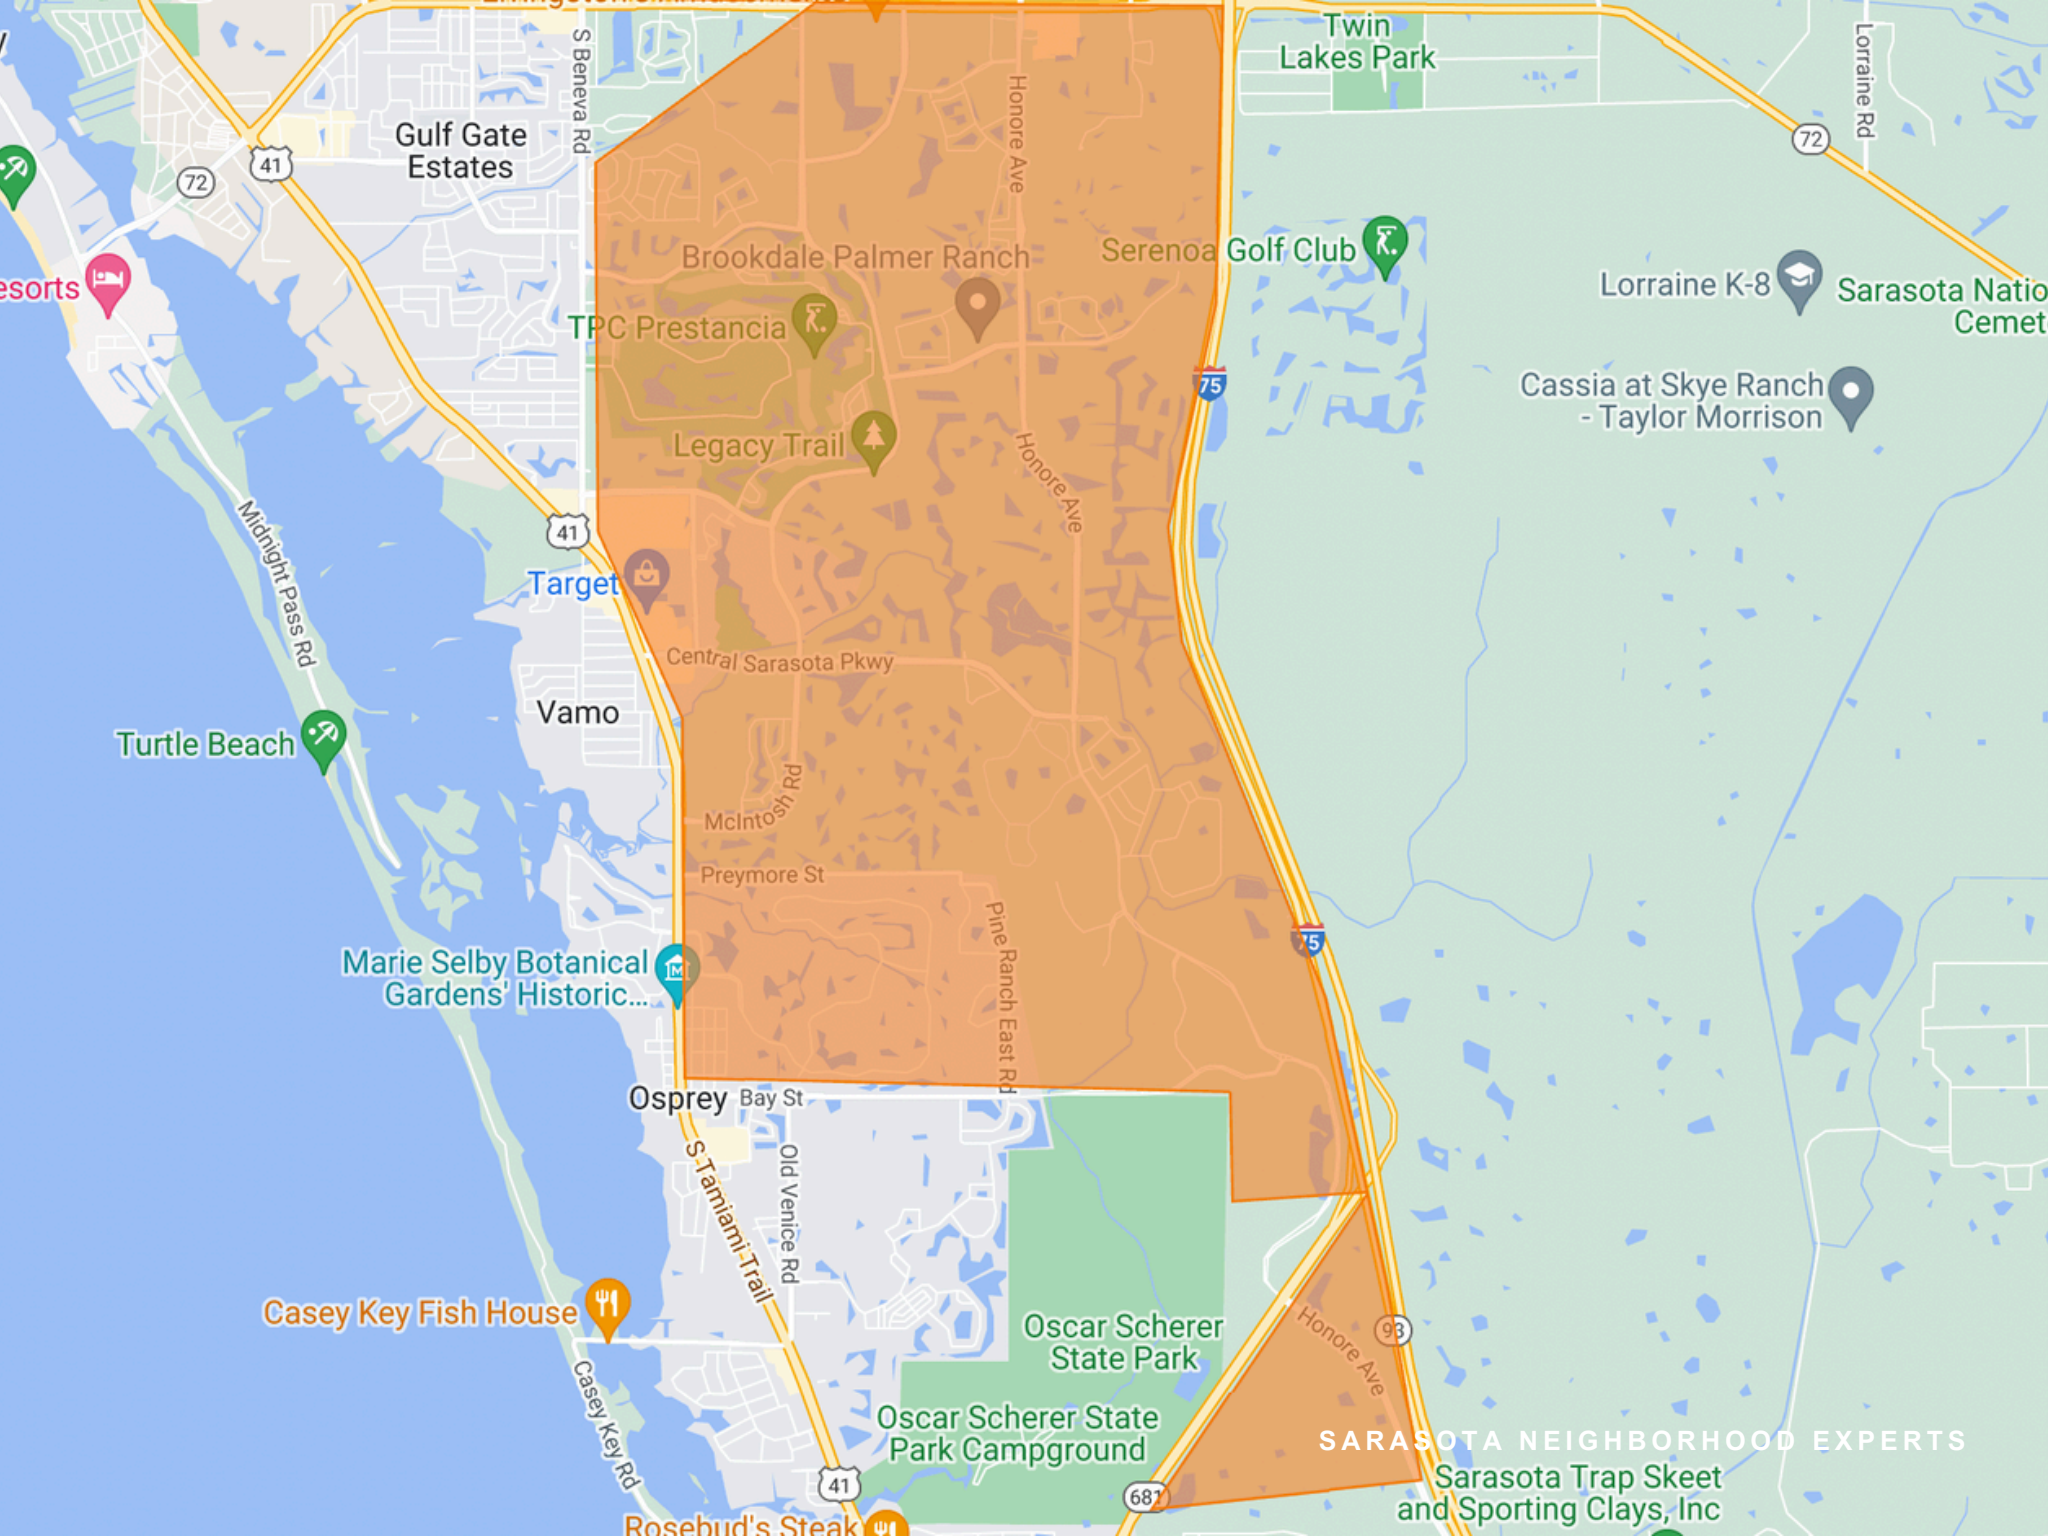 Twin
Lakes Park
Lorraine Rd
S Beneva Rd
Honore Ave
Gulf Gate
Estates
41
72
72
Brookdale Palmer Ranch
Serenoa Golf Club
Lorraine K-8
Sarasota Natio
Cemet
esorts
TPC Prestancia
75
Cassia at Skye Ranch
- Taylor Morrison
Legacy Trail
Honore Ave
41
Midnight Pass Rd
Target
Central Sarasota Pkwy
Vamo
Turtle Beach
McIntosh Rd
Preymore St
Pine Ranch East Rd
75
Marie Selby Botanical
Gardens' Historic...
M
Osprey
Bay St
S Tamiami Trail
Old Venice Rd
Casey Key Fish House
Oscar Scherer
State Park
93
Honore Ave
Casey Key Rd
Oscar Scherer State
Park Campground
SARASOTA NEIGHBORHOOD EXPERTS
41
681
Sarasota Trap Skeet
and Sporting Clays, Inc
Rosebud's Steak